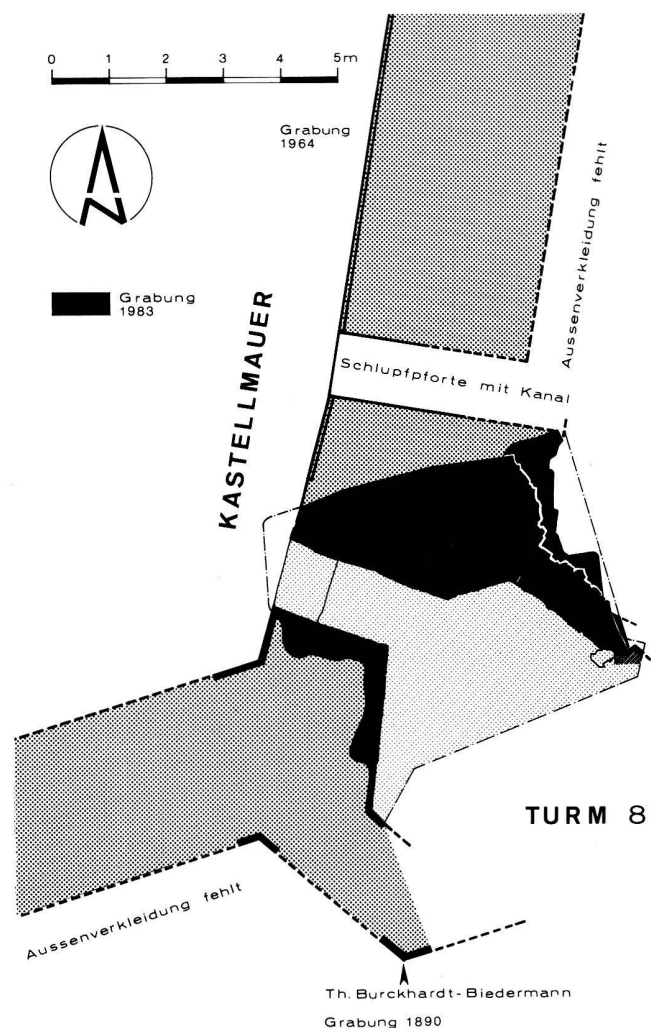 0 1 2 3 4 5m
Grabung
1964
N
Grabung
1983
Aussenverkleidung fehlt
KASTELLMAUER
Schlupfpforte mit Kanal
TURM 8
Aussenverkleidung fehlt
Th. Burckhardt-Biedermann
Grabung 1890